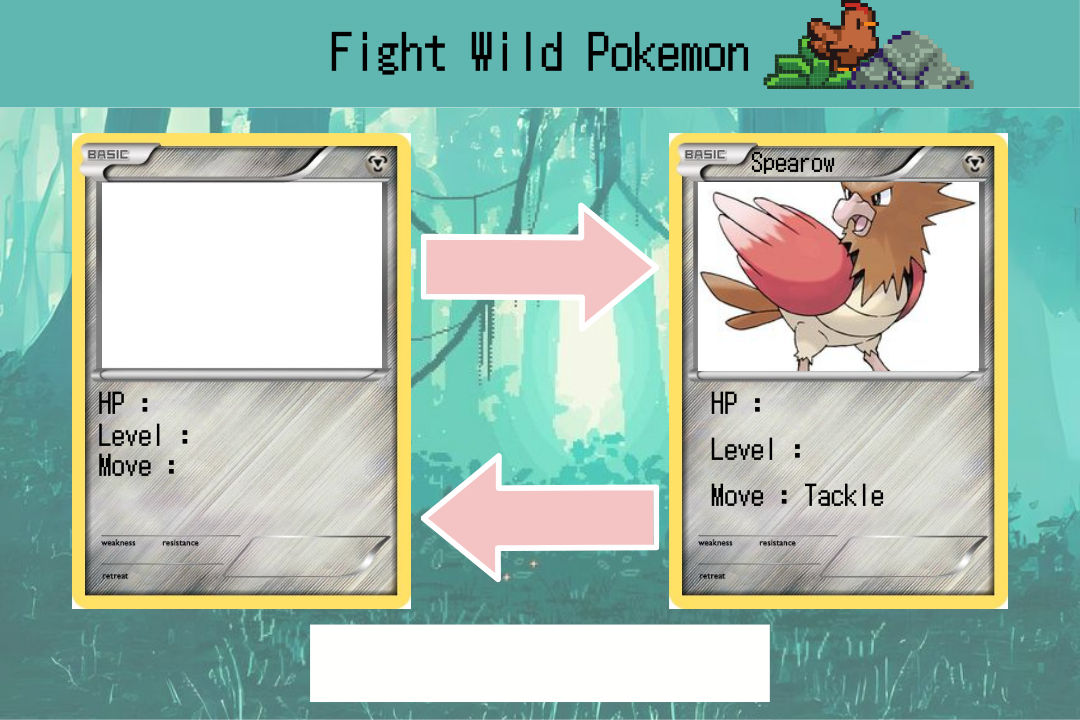 Fight Wild Pokemon
BASIC
HP :
Level :
Move :
weakness resistance
retreat
BASIC Spearow
HP :
Level :
Move : Tackle
weakness resistance
retreat